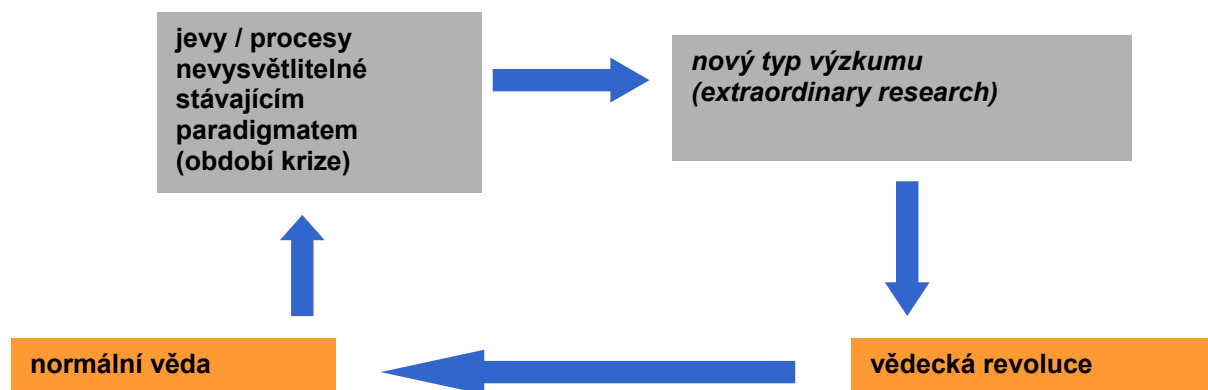 jevy / procesy
nevysvětlitelné
stávajícím
paradigmatem
(období krize)
nový typ výzkumu
(extraordinary research)
normální věda
vědecká revoluce